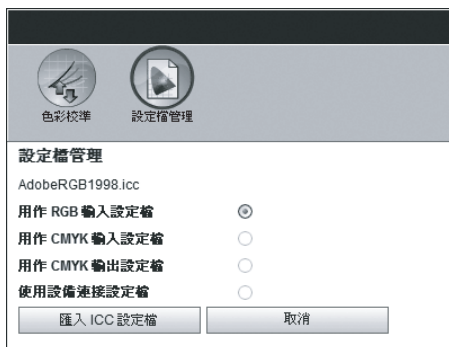 色彩校準
設定檔管理
設定檔管理
AdobeRGB1998.icc
用作 RGB 輸入設定檔
用作 CMYK 輸入設定檔
用作 CMYK 輸出設定檔
使用設備連接設定檔
匯入 ICC 設定檔
取消